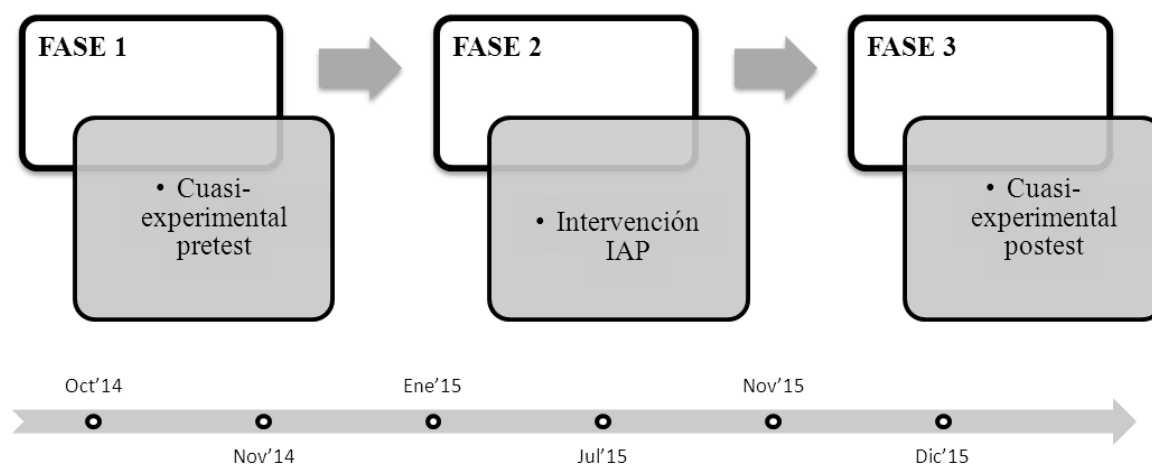 FASE 1
• Cuasi-
experimental
pretest
FASE 2
• Intervención
IAP
FASE 3
• Cuasi-
experimental
postest
Oct’14
Nov’14
Ene’15
Jul’15
Nov’15
Dic’15